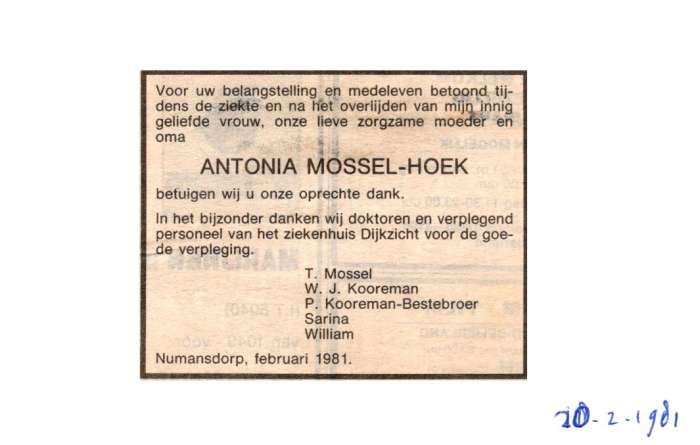 Voor uw belangstelling en medeleven betoond tij-
dens de ziekte en na het overlijden van mijn innig
geliefde vrouw, onze lieve zorgzame moeder en
oma
ANTONIA MOSSEL-HOEK
betuigen wij u onze oprechte dank.
In het bijzonder danken wij doktoren en verplegend
personeel van het ziekenhuis Dijkzicht voor de goe-
de verpleging.
T. Mossel
W. J. Kooreman
P. Kooreman-Bestebroer
Sarina
William
Numansdorp, februari 1981.
20-2-1981